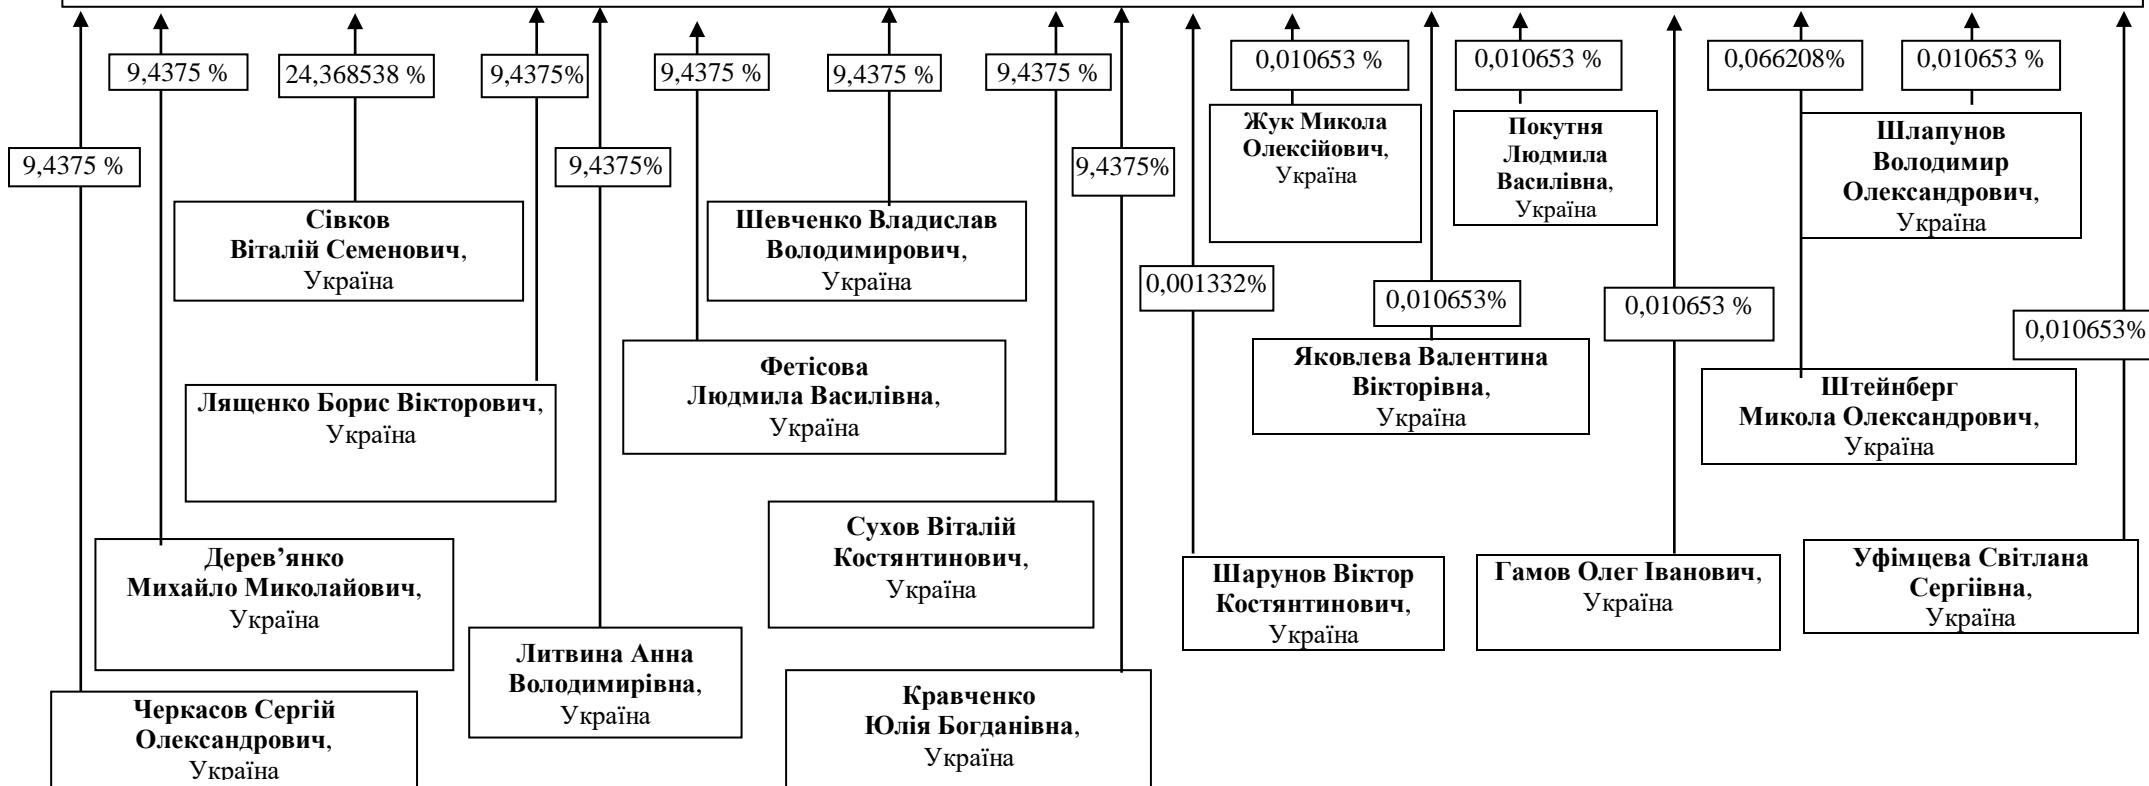 9,4375 %
24,368538 %
9,4375%
9,4375 %
9,4375 %
9,4375 %
0,010653 %
0,010653 %
0,066208%
0,010653 %
9,4375 %
9,4375%
9,4375%
Жук Микола
Олексійович,
Україна
Покутня
Людмила
Василівна,
Україна
Шлапунов
Володимир
Олександрович,
Україна
Сівков
Віталій Семенович,
Україна
Шевченко Владислав
Володимирович,
Україна
0,001332%
0,010653%
0,010653 %
0,010653%
Лященко Борис Вікторович,
Україна
Фетісова
Людмила Василівна,
Україна
Яковлева Валентина
Вікторівна,
Україна
Штейнберг
Микола Олександрович,
Україна
Дерев’янко
Михайло Миколайович,
Україна
Сухов Віталій
Костянтинович,
Україна
Шарунов Віктор
Костянтинович,
Україна
Гамов Олег Іванович,
Україна
Уфімцева Світлана
Сергіївна,
Україна
Черкасов Сергій
Олександрович,
Україна
Литвина Анна
Володимирівна,
Україна
Кравченко
Юлія Богданівна,
Україна